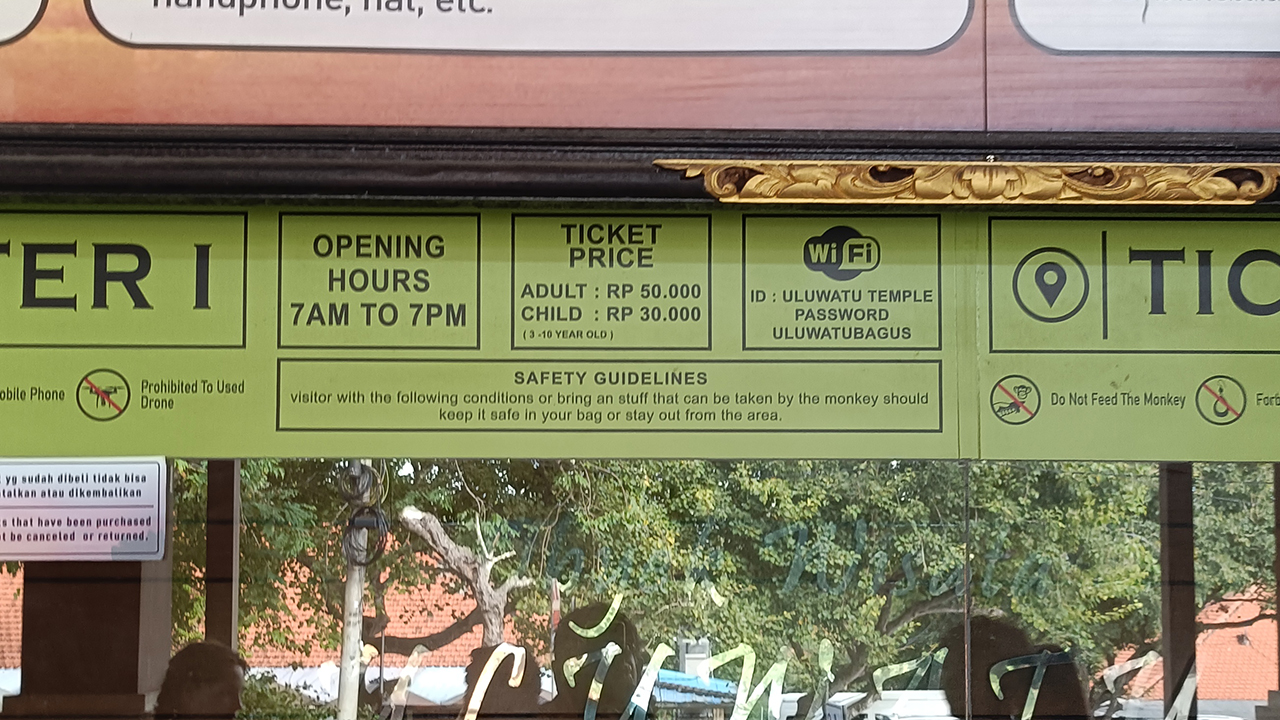 handphone, hat, etc.
TER I
OPENING
HOURS
7AM TO 7PM
TICKET
PRICE
ADULT : RP 50.000
CHILD : RP 30.000
( 3 -10 YEAR OLD )
WiFi
ID : ULUWATU TEMPLE
PASSWORD
ULUWATUBAGUS
TIC
obile Phone
Prohibited To Used
Drone
SAFETY GUIDELINES
visitor with the following conditions or bring an stuff that can be taken by the monkey should
keep it safe in your bag or stay out from the area.
Do Not Feed The Monkey
yg sudah dibeli tidak bisa
talkan atau dikembalikan
s that have been purchased
t be canceled or returned.